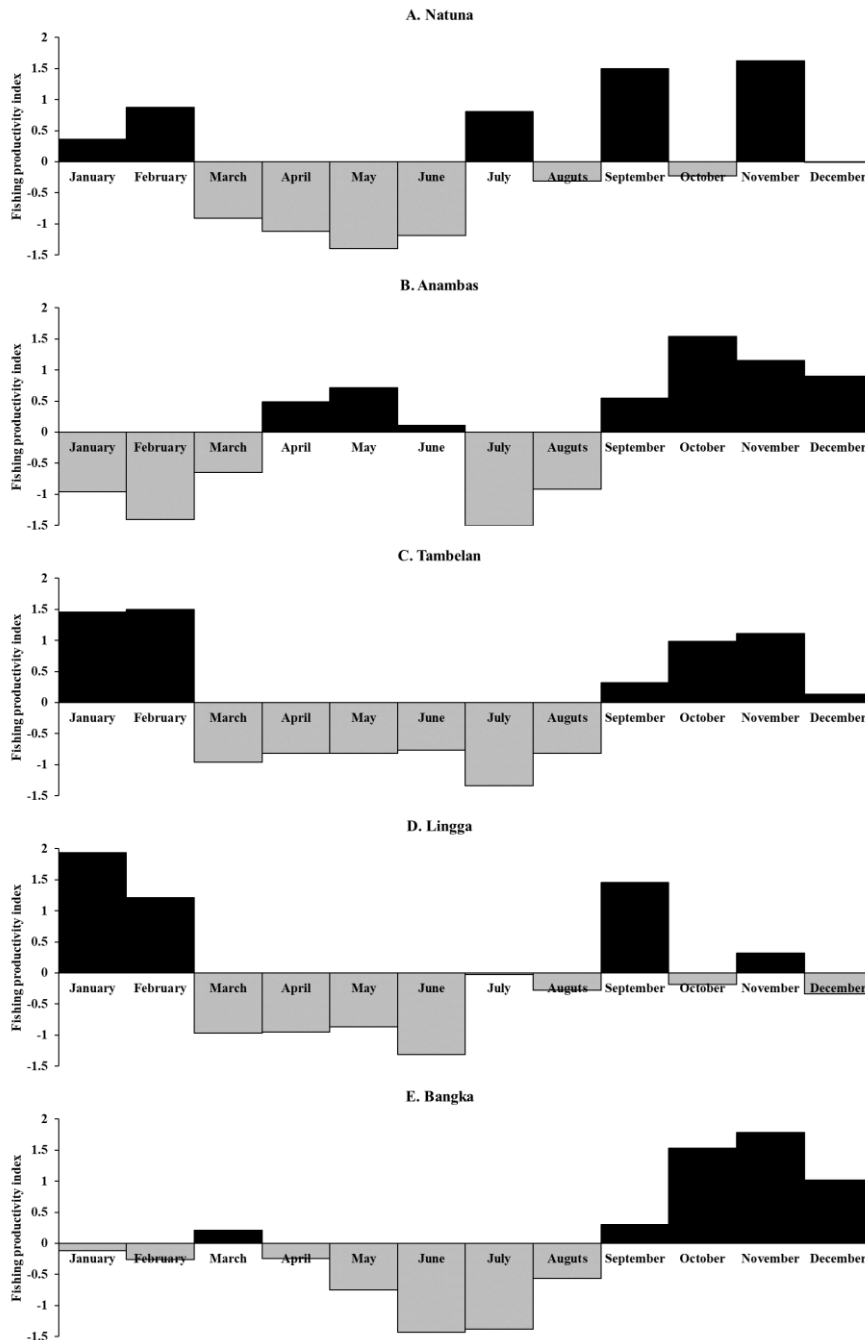 A. Natuna
Fishing productivity index
2
1.5
1
0.5
0
-0.5
-1
-1.5
January February March April May June July Auguts September October November December
B. Anambas
Fishing productivity index
2
1.5
1
0.5
0
-0.5
-1
-1.5
January February March April May June July Auguts September October November December
C. Tambelan
Fishing productivity index
2
1.5
1
0.5
0
-0.5
-1
-1.5
January February March April May June July Auguts September October November December
D. Lingga
Fishing productivity index
2
1.5
1
0.5
0
-0.5
-1
-1.5
January February March April May June July Auguts September October November December
E. Bangka
Fishing productivity index
2
1.5
1
0.5
0
-0.5
-1
-1.5
January February March April May June July Auguts September October November December